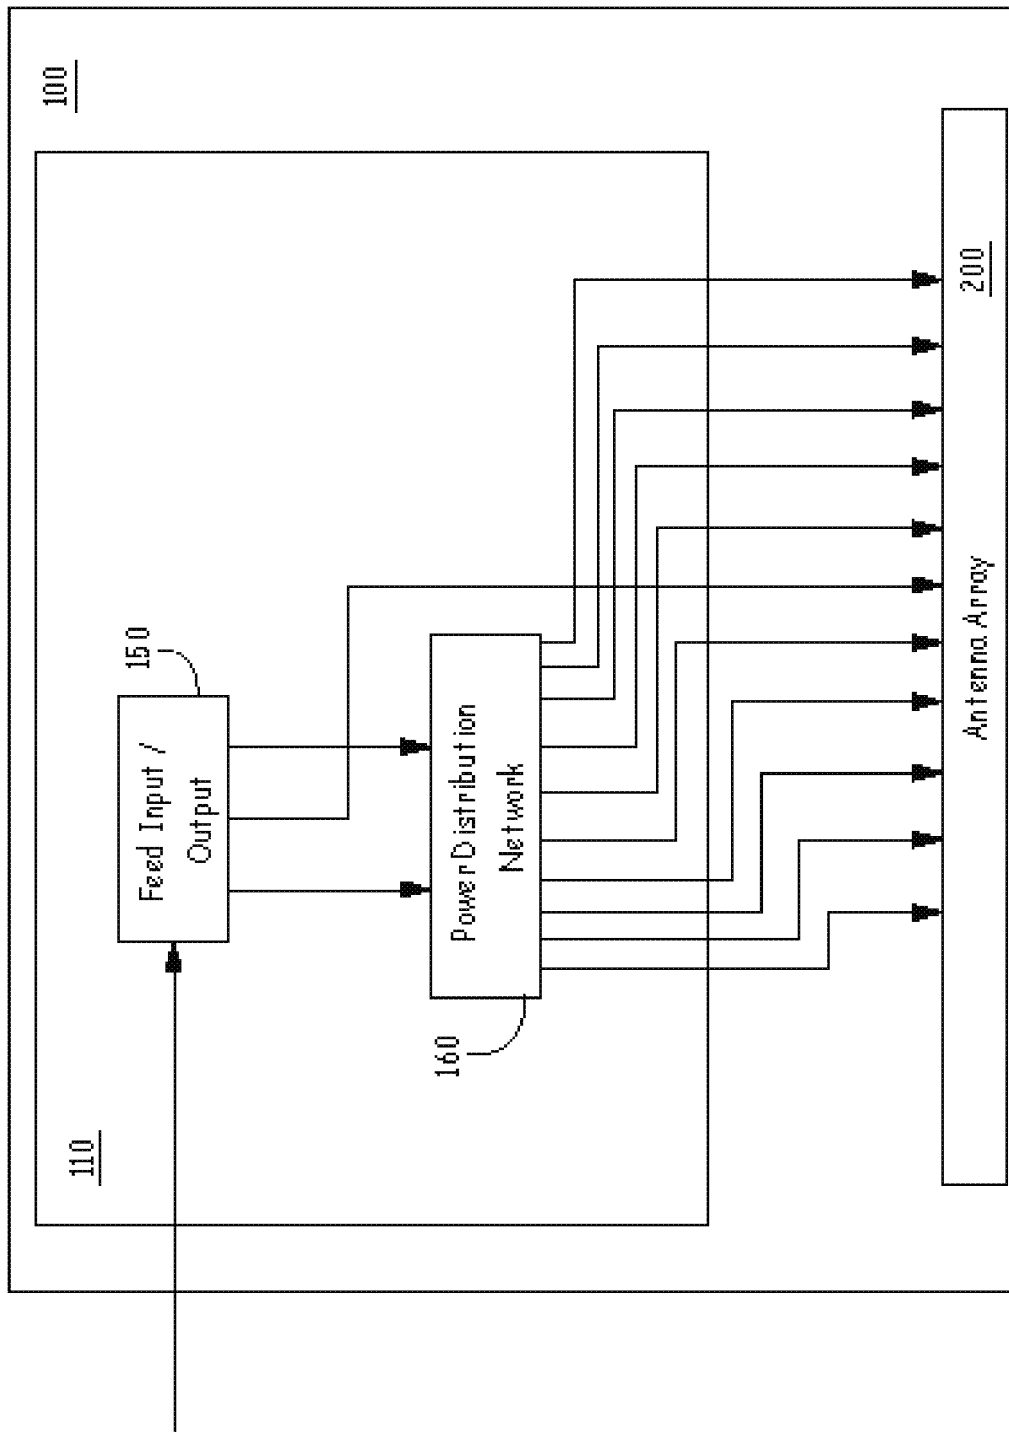 100
110
150
Feed Input /
Output
160
Power Distribution
Network
200
Antenna Array